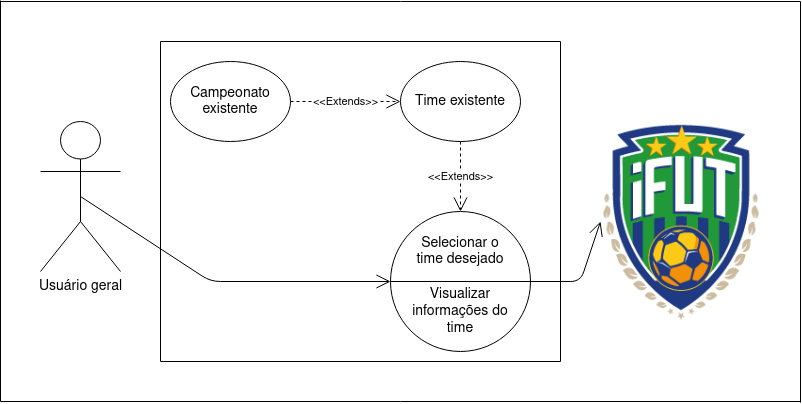 Campeonato
existente
<<Extends>>
Time existente
<<Extends>>
Selecionar o
time desejado
Visualizar
informações do
time
Usuário geral
iFUT